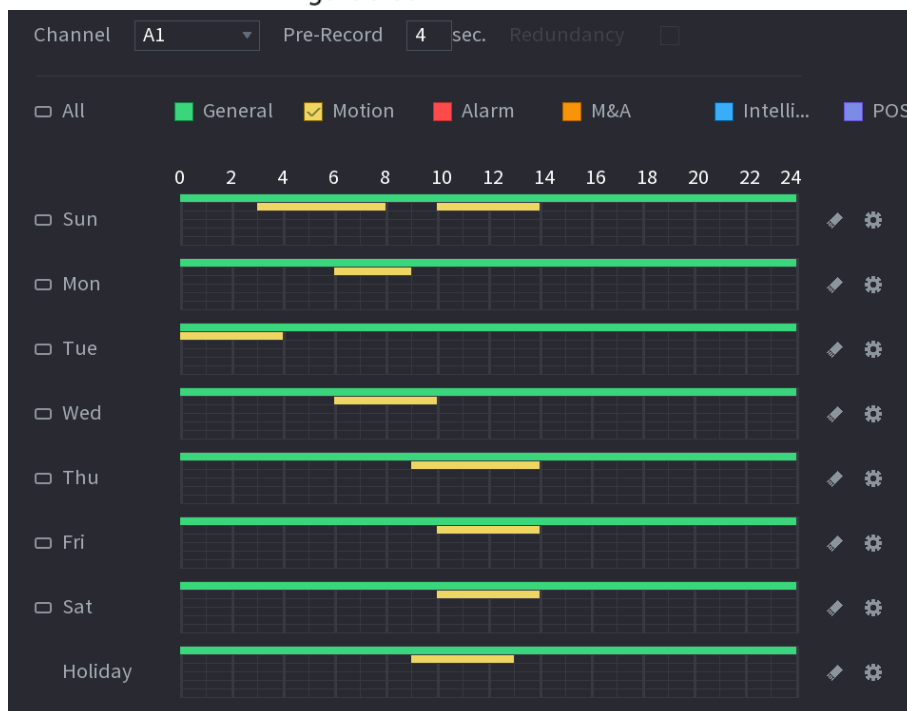 Channel A1 Pre-Record 4 sec. Redundancy
All General Motion Alarm M&A Intelli... POS
0 2 4 6 8 10 12 14 16 18 20 22 24
Sun
Mon
Tue
Wed
Thu
Fri
Sat
Holiday